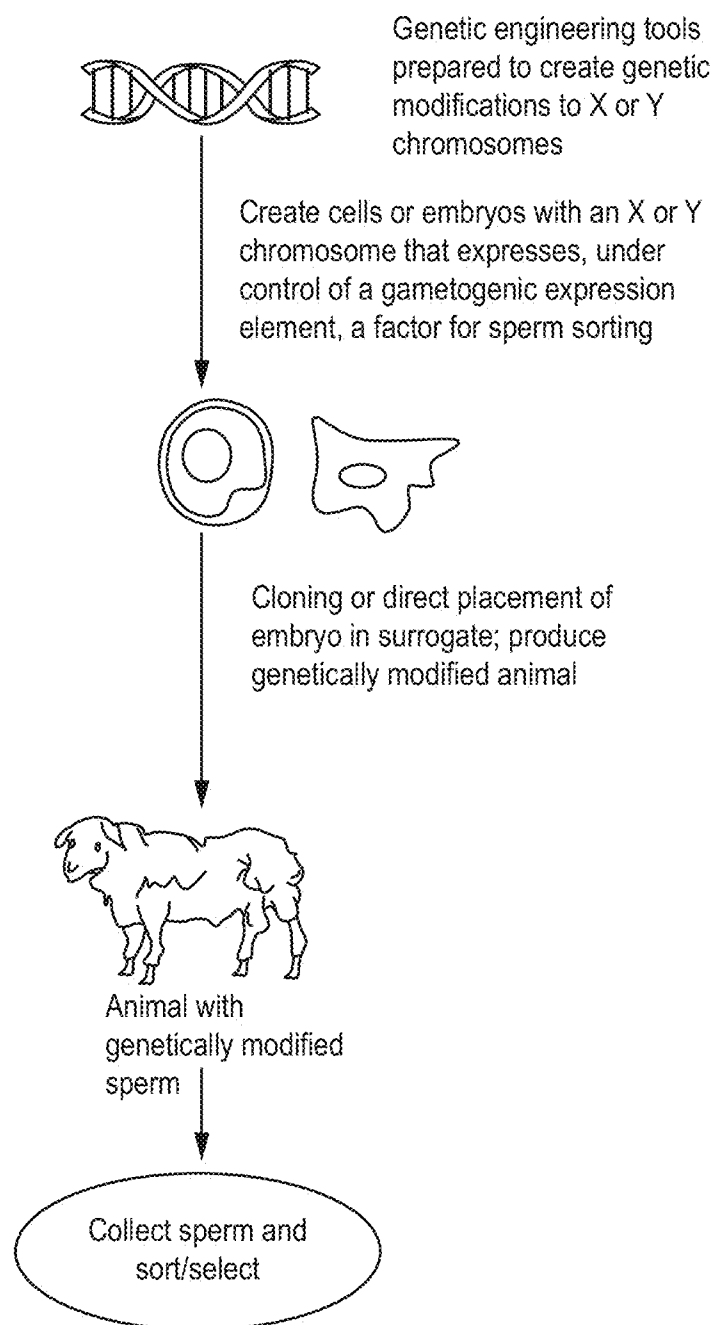 Genetic engineering tools
prepared to create genetic
modifications to X or Y
chromosomes
Create cells or embryos with an X or Y
chromosome that expresses, under
control of a gametogenic expression
element, a factor for sperm sorting
Cloning or direct placement of
embryo in surrogate; produce
genetically modified animal
Animal with
genetically modified
sperm
Collect sperm and
sort/select